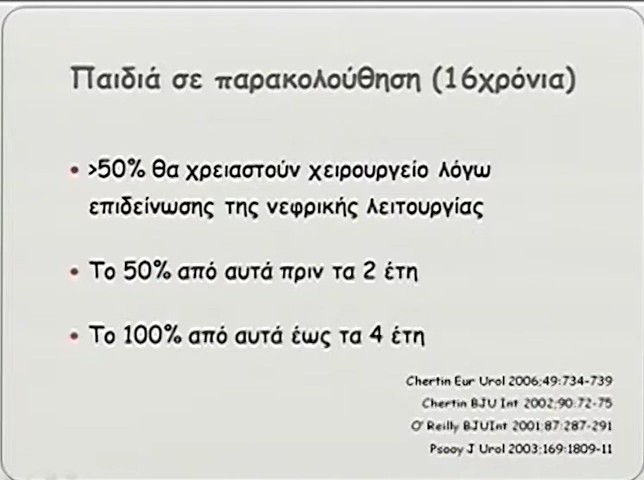 Παιδιά σε παρακολούθηση (16χρόνια)
• >50% θα χρειαστούν χειρουργείο λόγω
επιδείνωσης της νεφρικής λειτουργίας
• Το 50% από αυτά πριν τα 2 έτη
• Το 100% από αυτά έως τα 4 έτη
Chertin Eur Urol 2006;49:734-739
Chertin BJU Int 2002;90:72-75
O' Reilly BJUInt 2001;87:287-291
Psooy J Urol 2003;169:1809-11